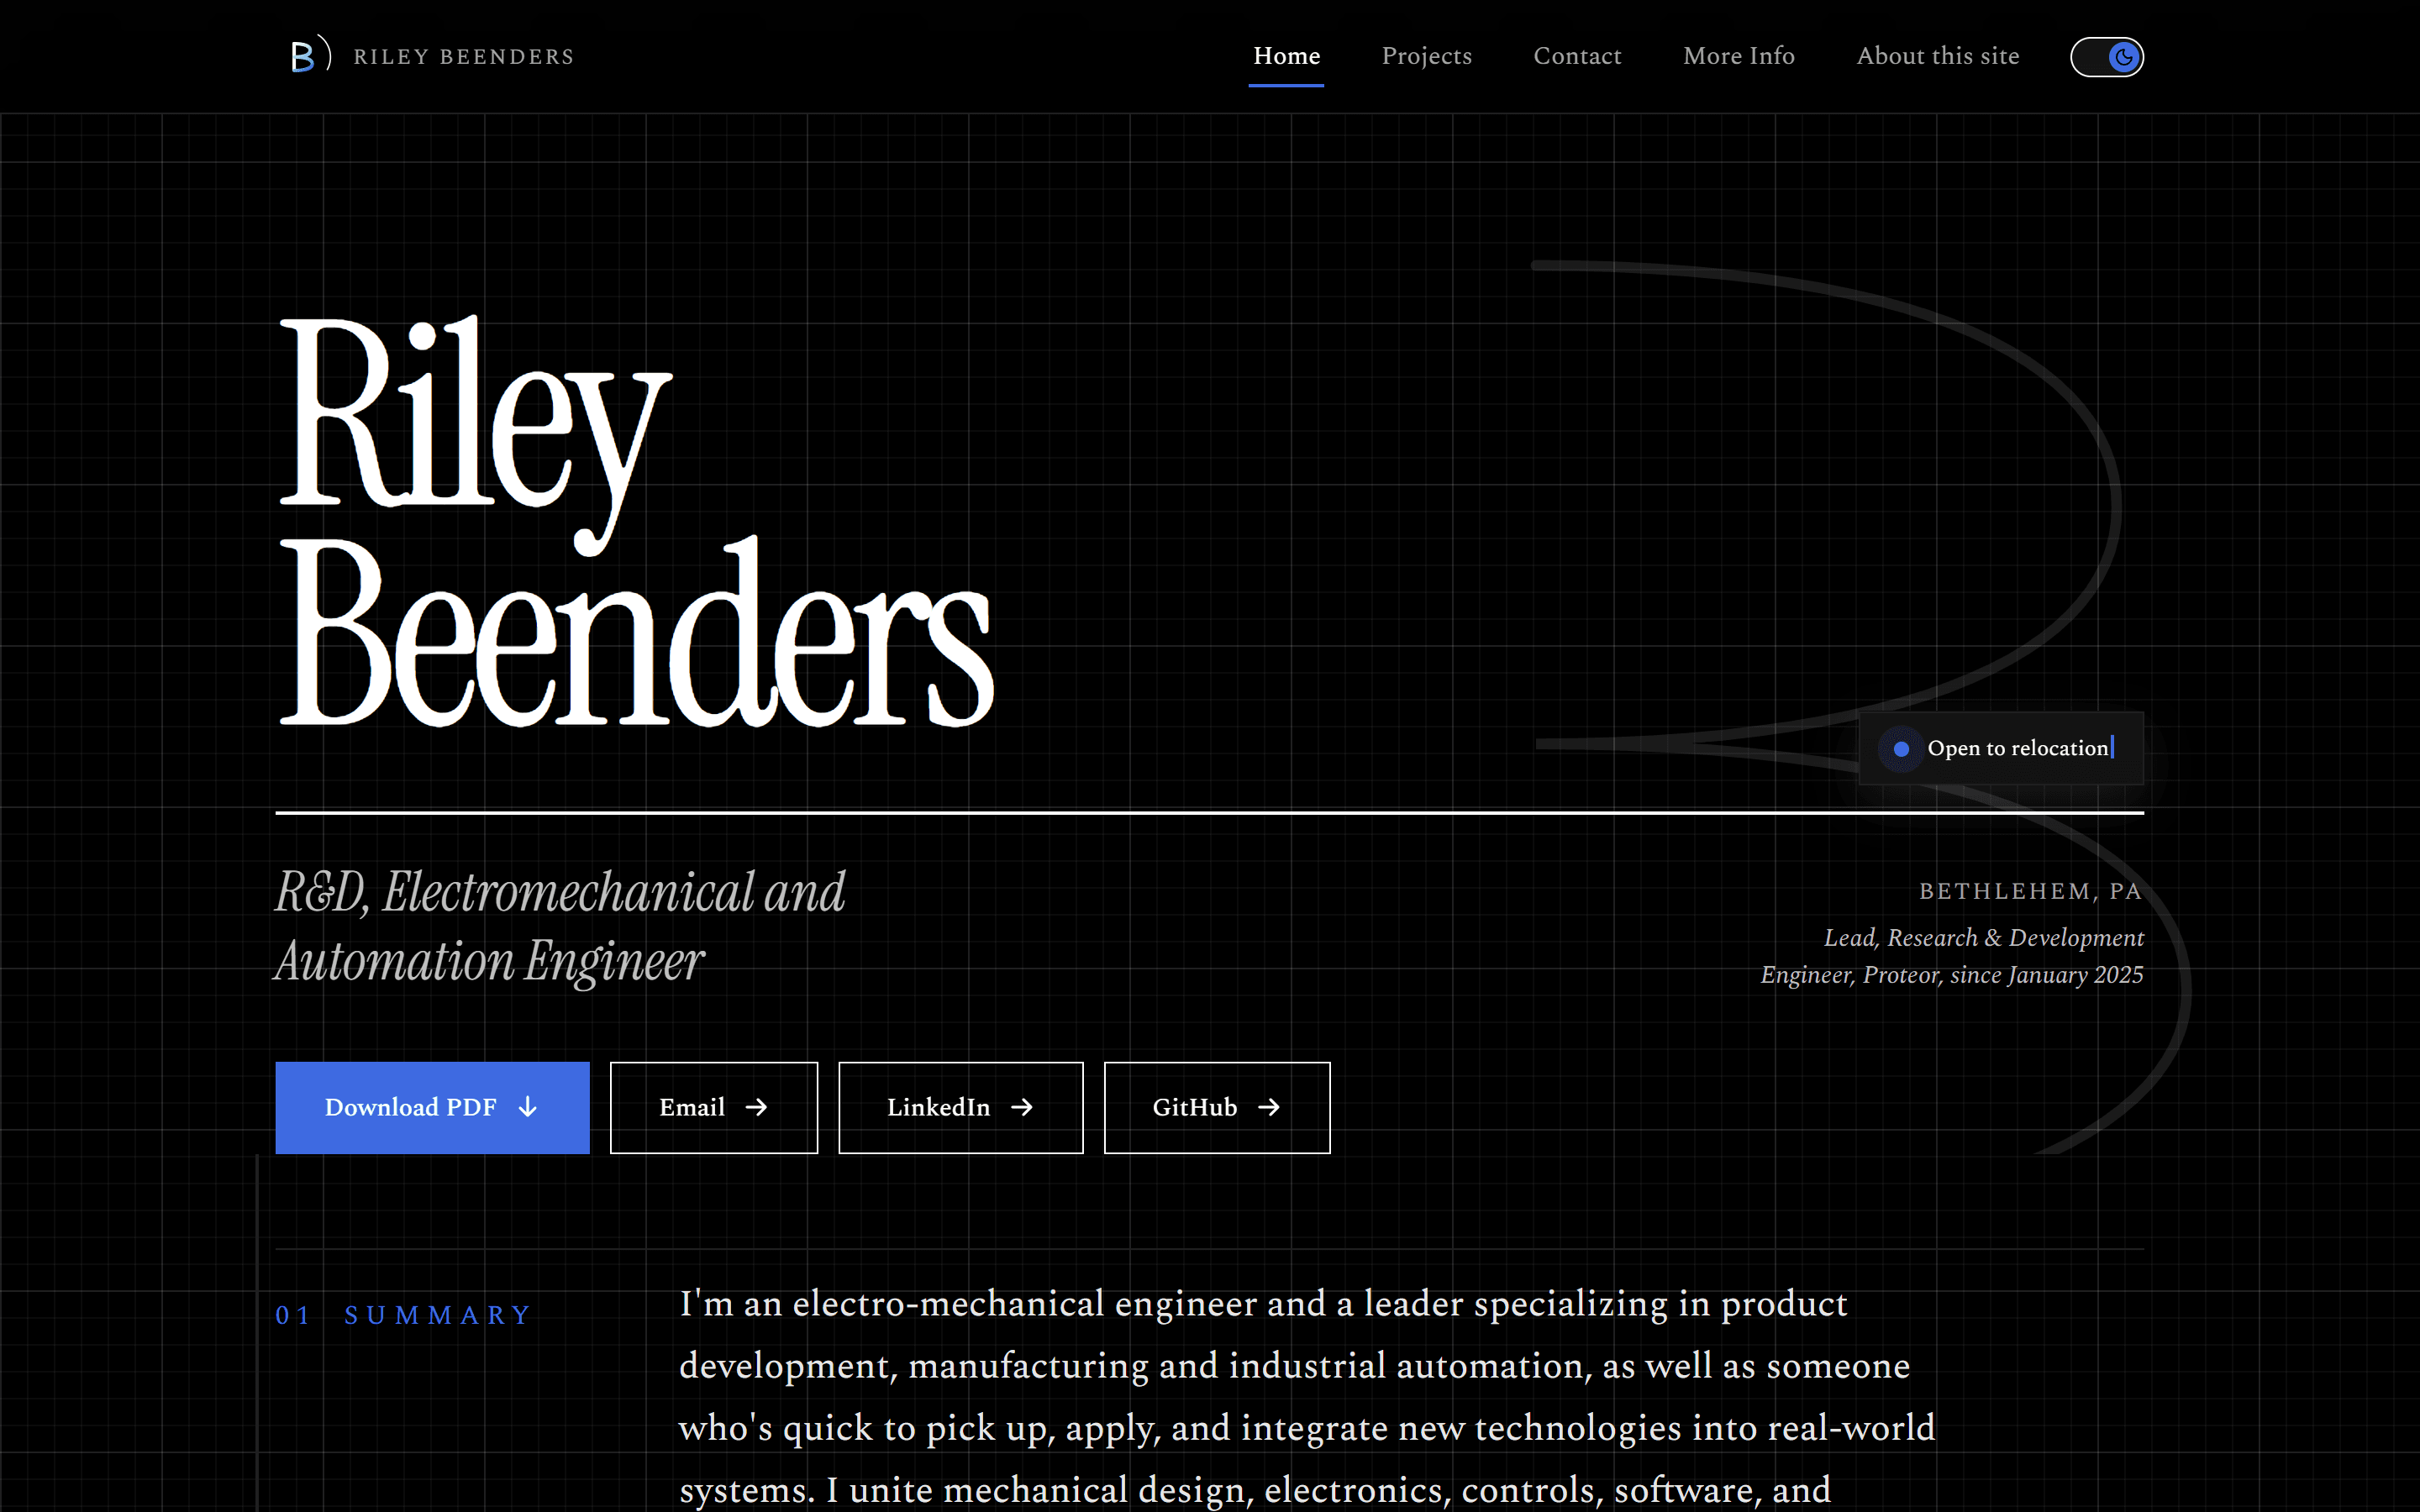 B
RILEY BEENDERS
Home
Projects
Contact
More Info
About this site
Riley
Beenders
Open to relocation
R&D, Electromechanical and
Automation Engineer
BETHLEHEM, PA
Lead, Research & Development
Engineer, Proteor, since January 2025
Download PDF ↓
Email →
LinkedIn →
GitHub →
01 SUMMARY
I'm an electro-mechanical engineer and a leader specializing in product
development, manufacturing and industrial automation, as well as someone
who's quick to pick up, apply, and integrate new technologies into real-world
systems. I unite mechanical design, electronics, controls, software, and